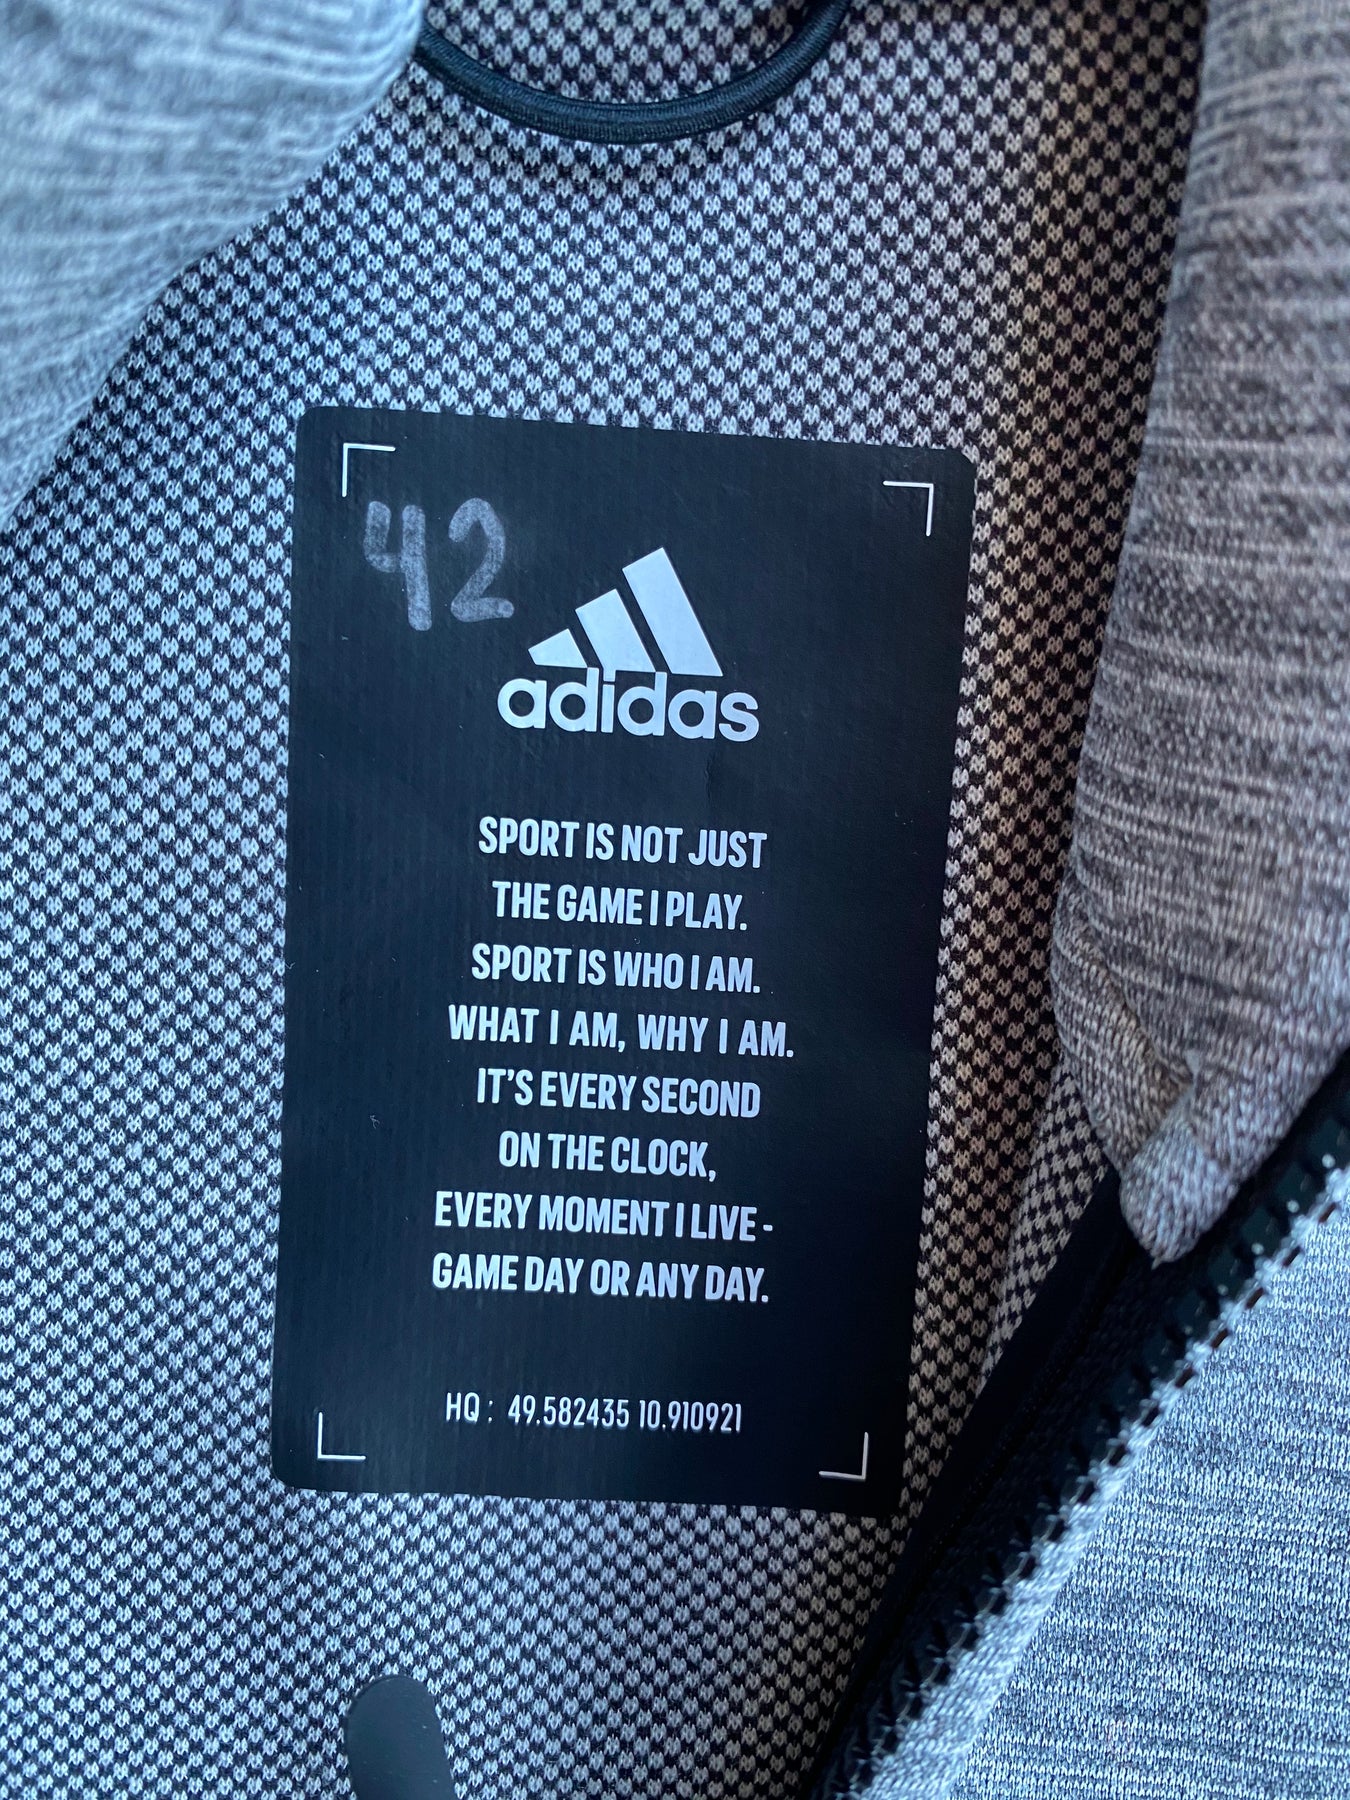 42
adidas
SPORT IS NOT JUST
THE GAME I PLAY.
SPORT IS WHO I AM.
WHAT I AM, WHY I AM.
IT'S EVERY SECOND
ON THE CLOCK,
EVERY MOMENT I LIVE -
GAME DAY OR ANY DAY.
HQ : 49.582435 10.910921